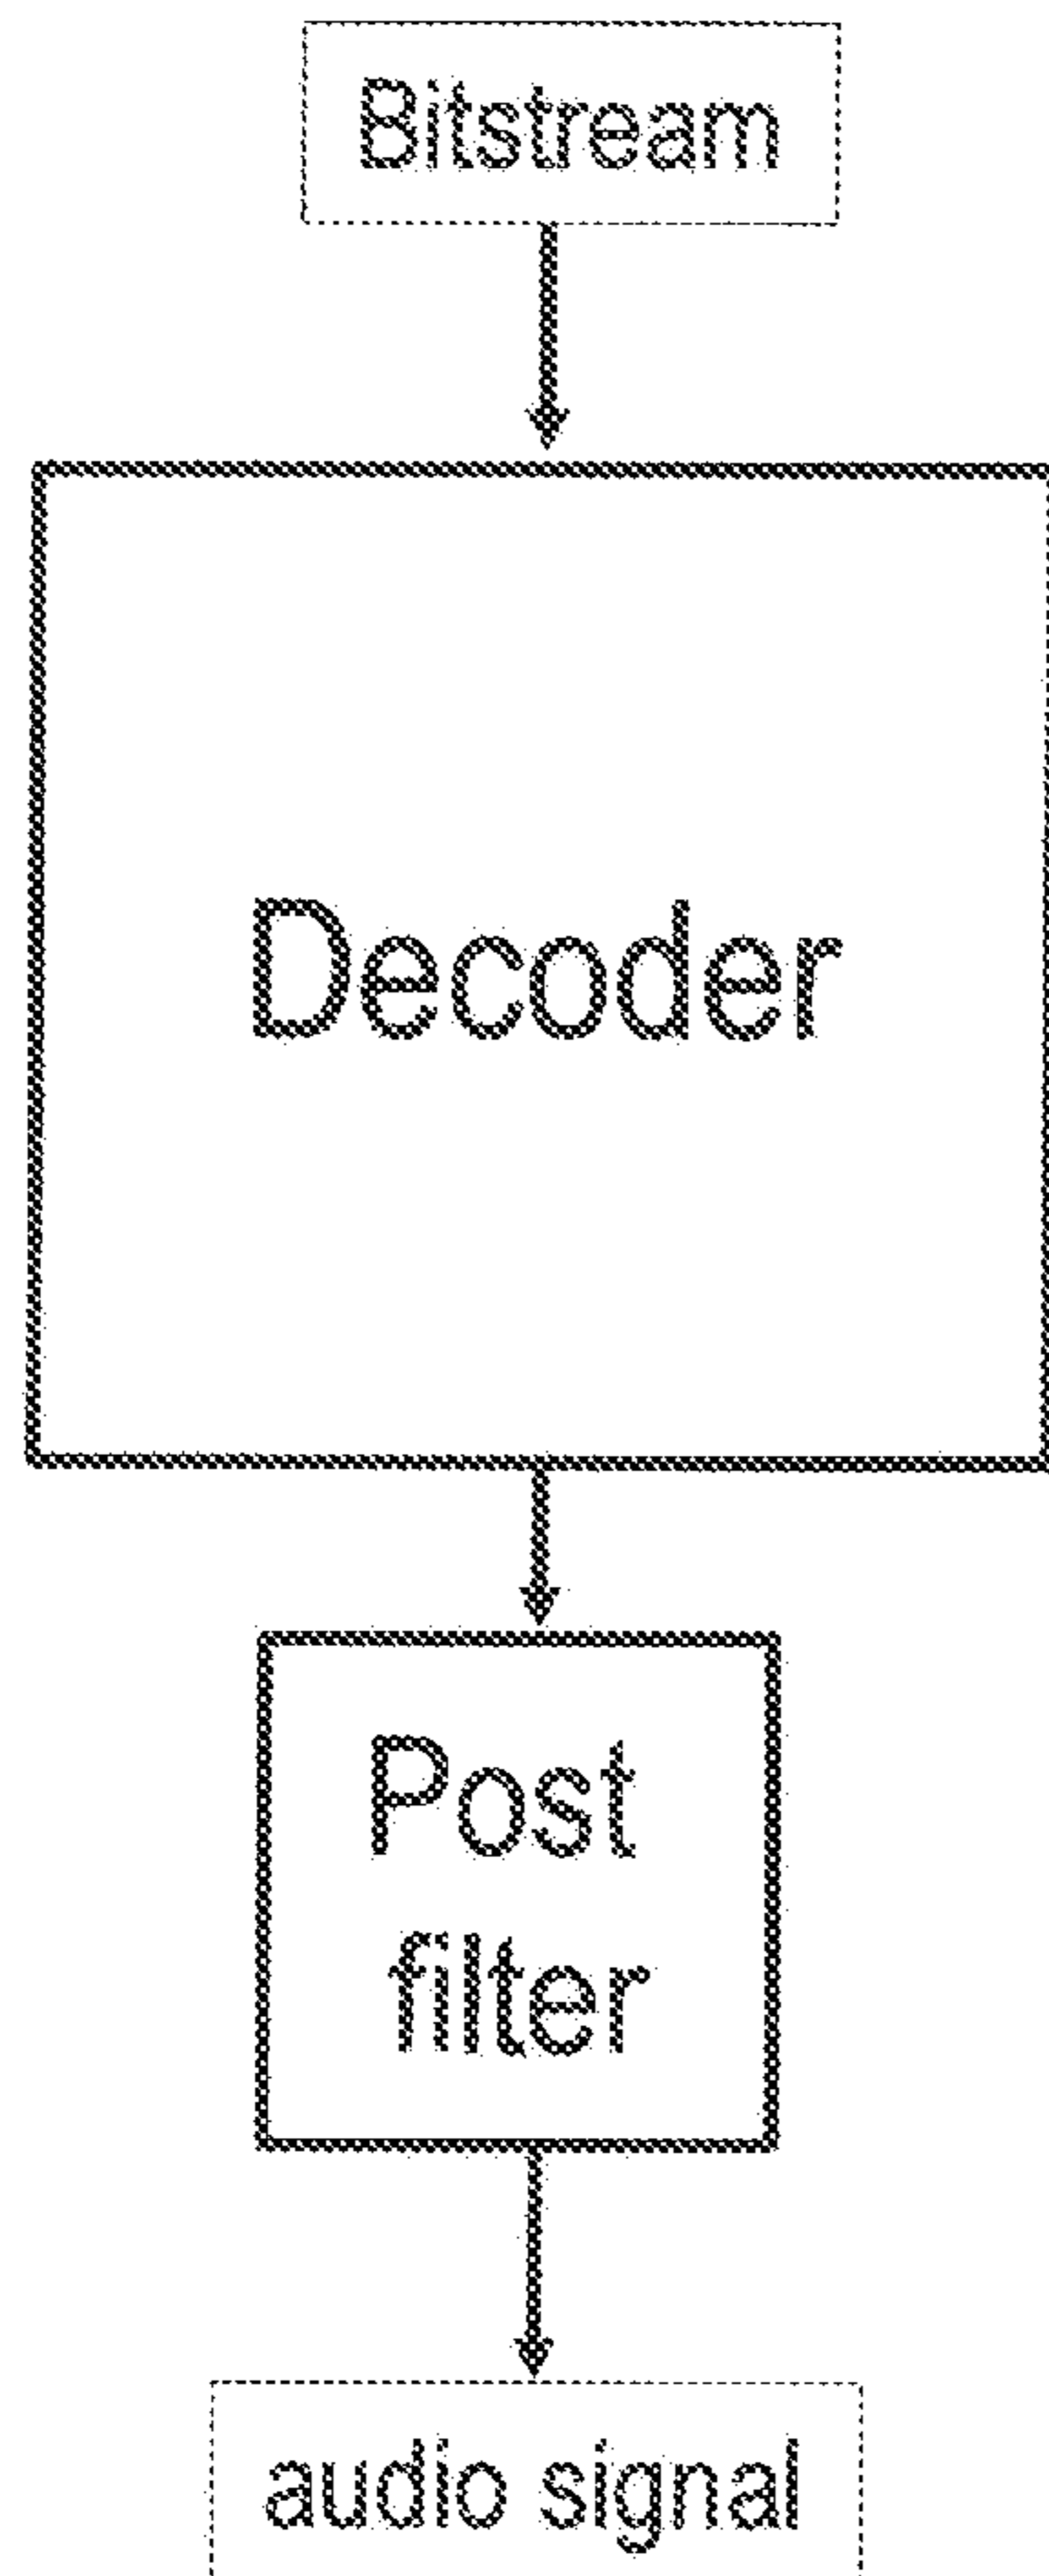 Bitstream
Decoder
Post
filter
audio signal